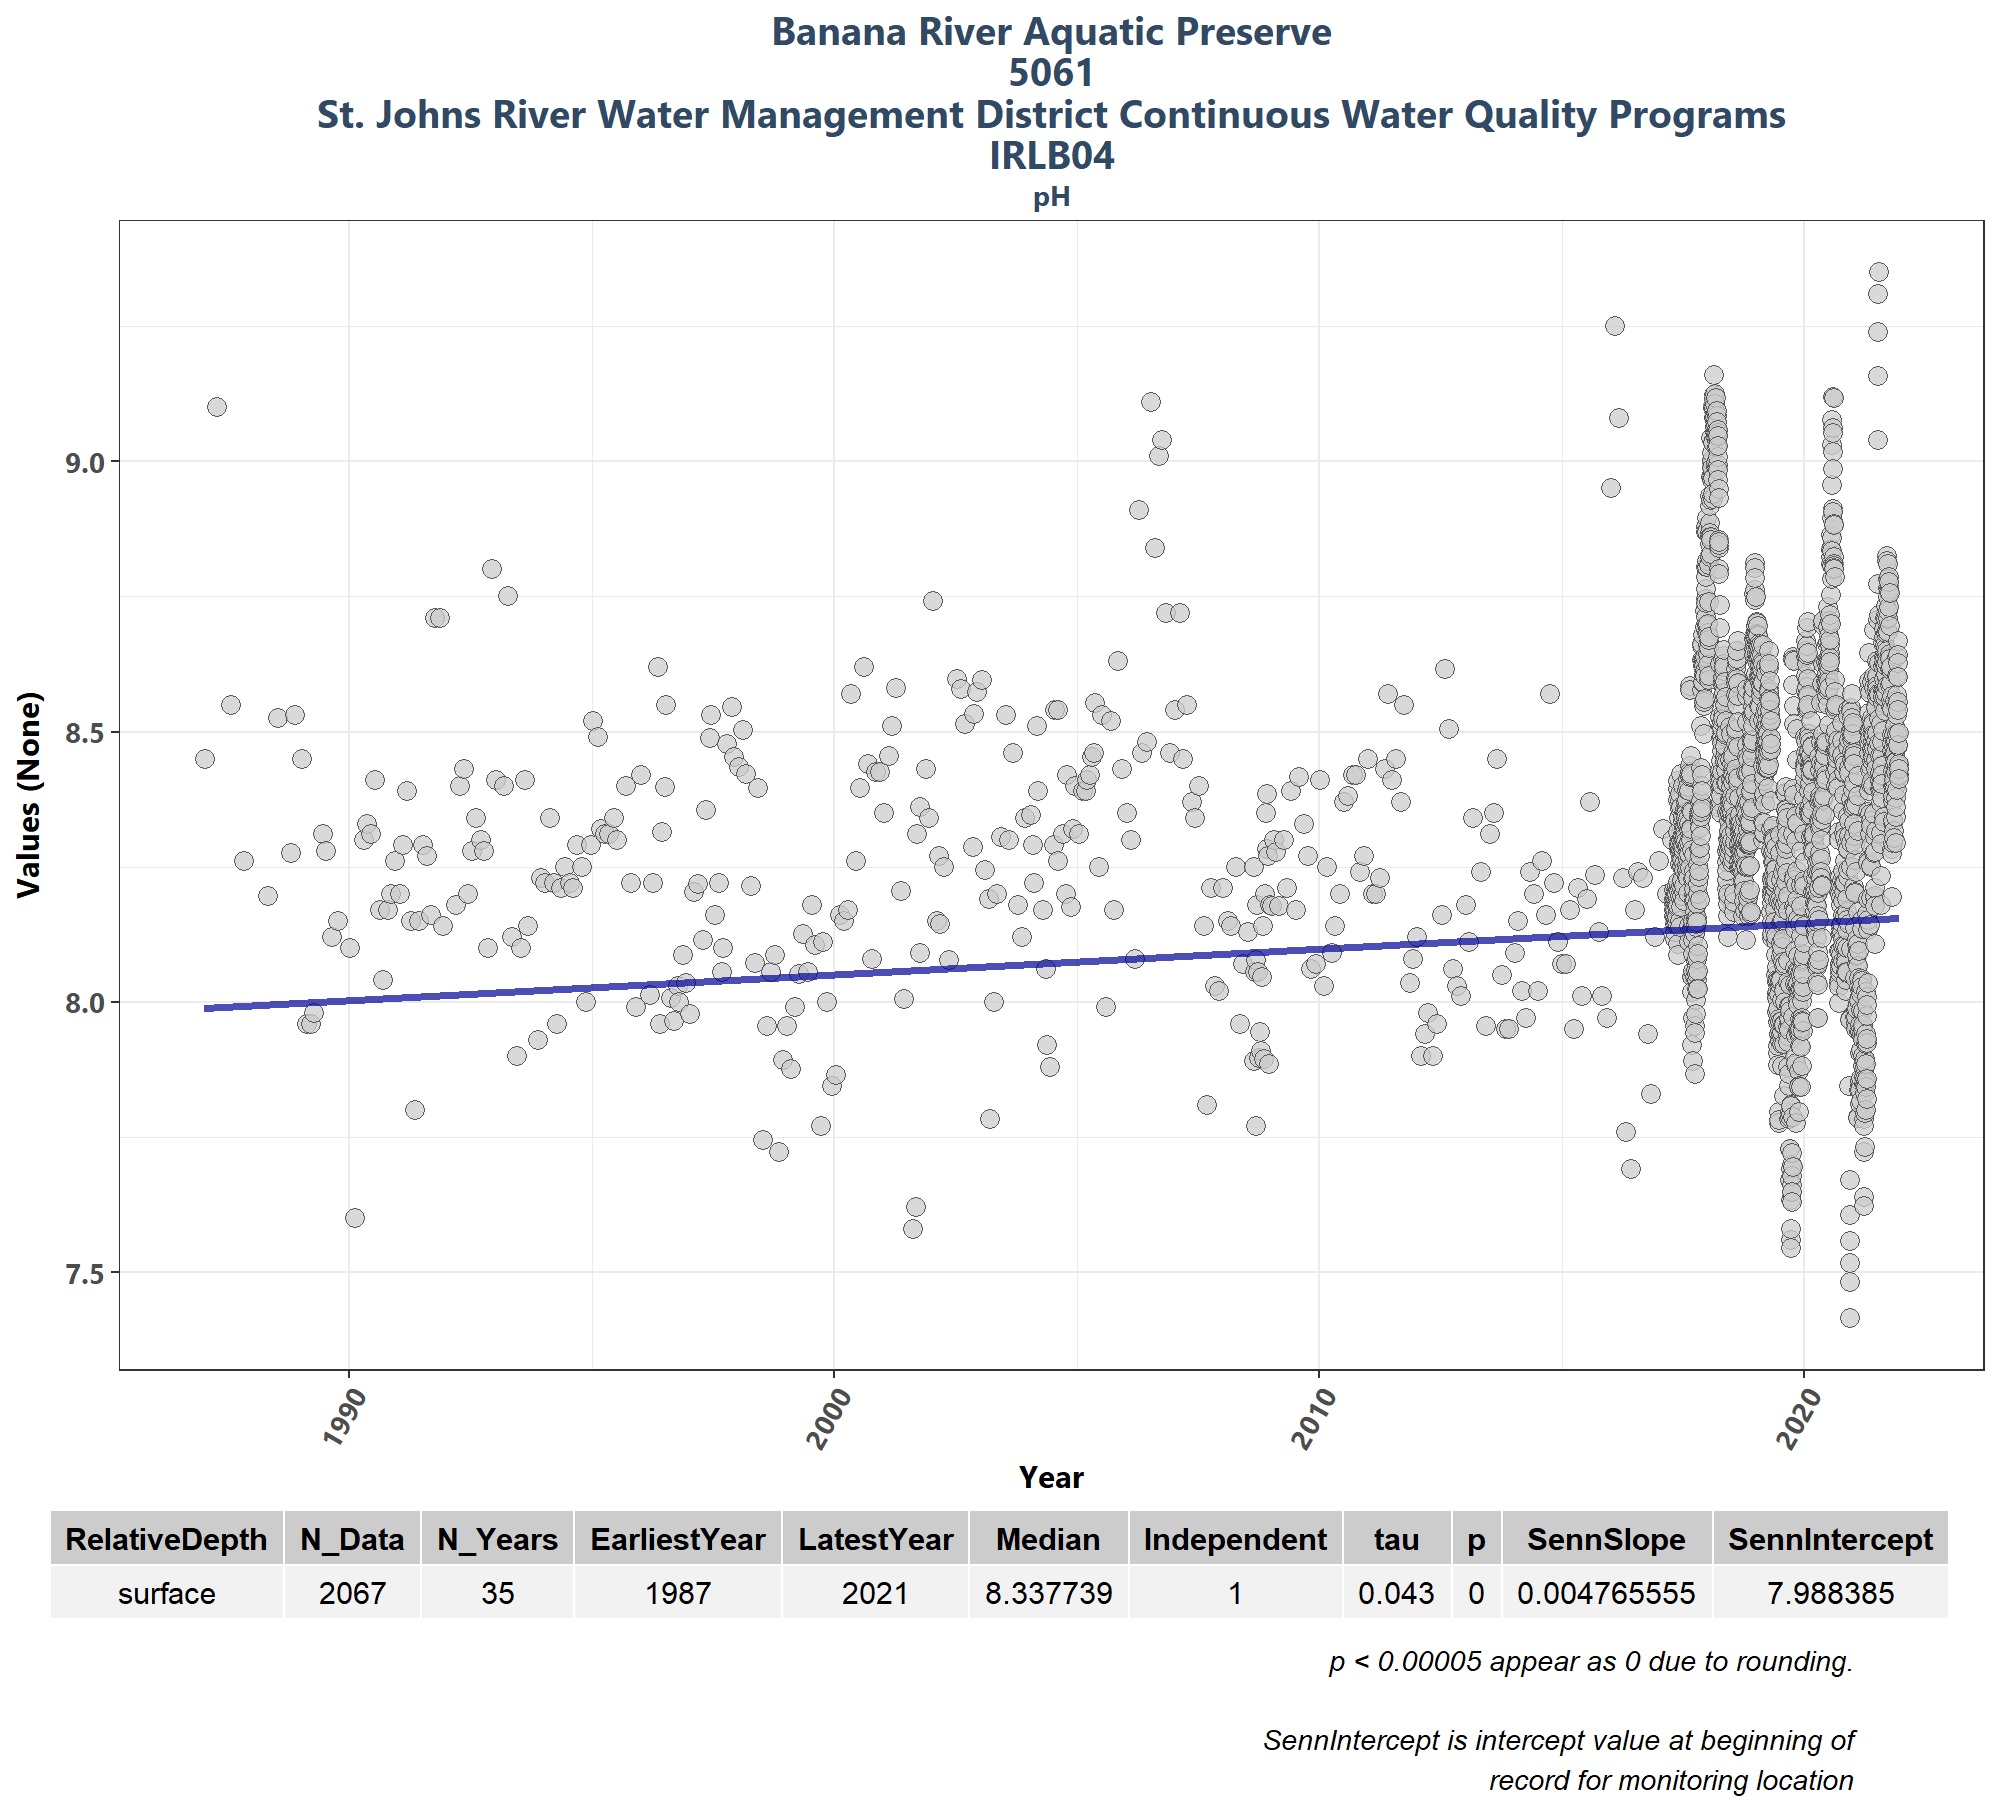 Banana River Aquatic Preserve
5061
St. Johns River Water Management District Continuous Water Quality Programs
IRLB04
pH
Values (None)
9.0
8.5
8.0
7.5
1990 2000 2010 2020
Year
RelativeDepth N_Data N_Years EarliestYear LatestYear Median Independent tau p SennSlope SennIntercept
surface 2067 35 1987 2021 8.337739 1 0.043 0 0.004765555 7.988385
p < 0.00005 appear as 0 due to rounding.
SennIntercept is intercept value at beginning of
record for monitoring location